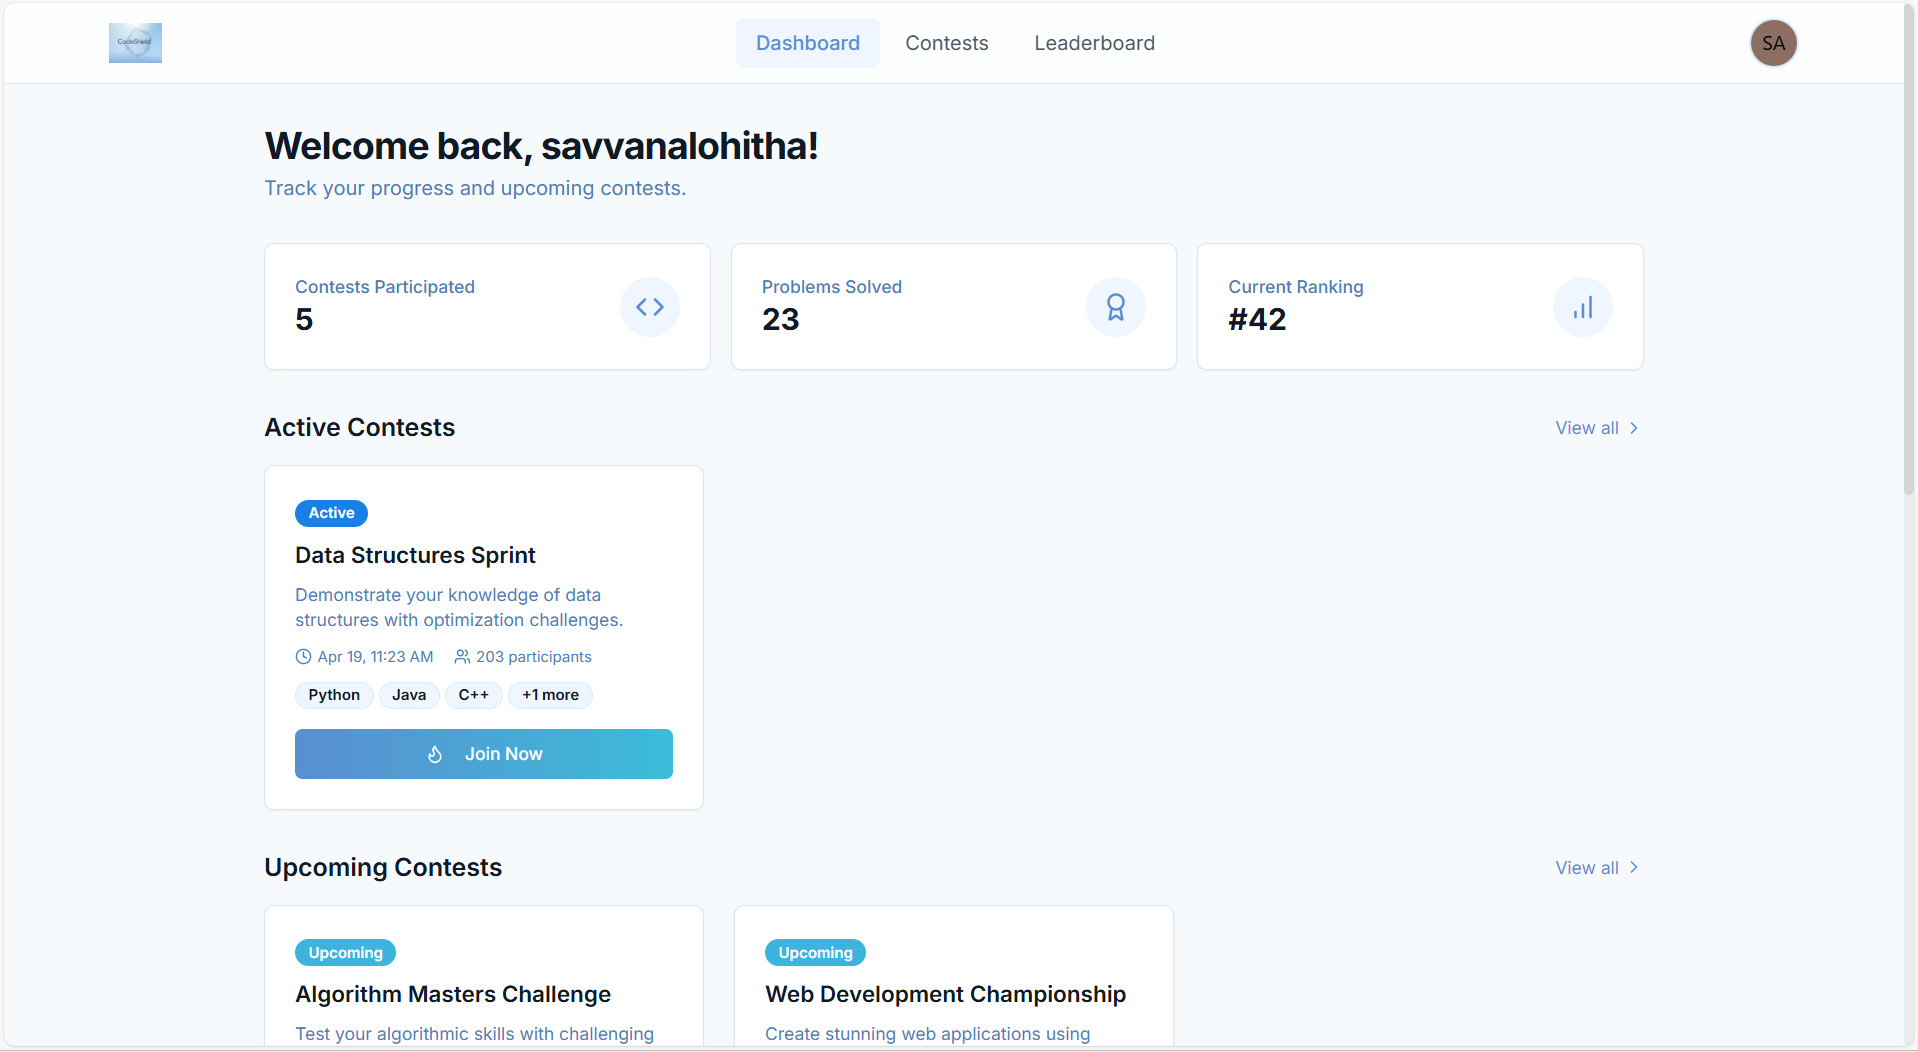 CodeShield
Dashboard
Contests
Leaderboard
SA
Welcome back, savvanalohitha!
Track your progress and upcoming contests.
Contests Participated
5
Problems Solved
23
Current Ranking
#42
Active Contests
View all
Active
Data Structures Sprint
Demonstrate your knowledge of data
structures with optimization challenges.
Apr 19, 11:23 AM
203 participants
Python
Java
C++
+1 more
Join Now
Upcoming Contests
View all
Upcoming
Algorithm Masters Challenge
Test your algorithmic skills with challenging
Upcoming
Web Development Championship
Create stunning web applications using